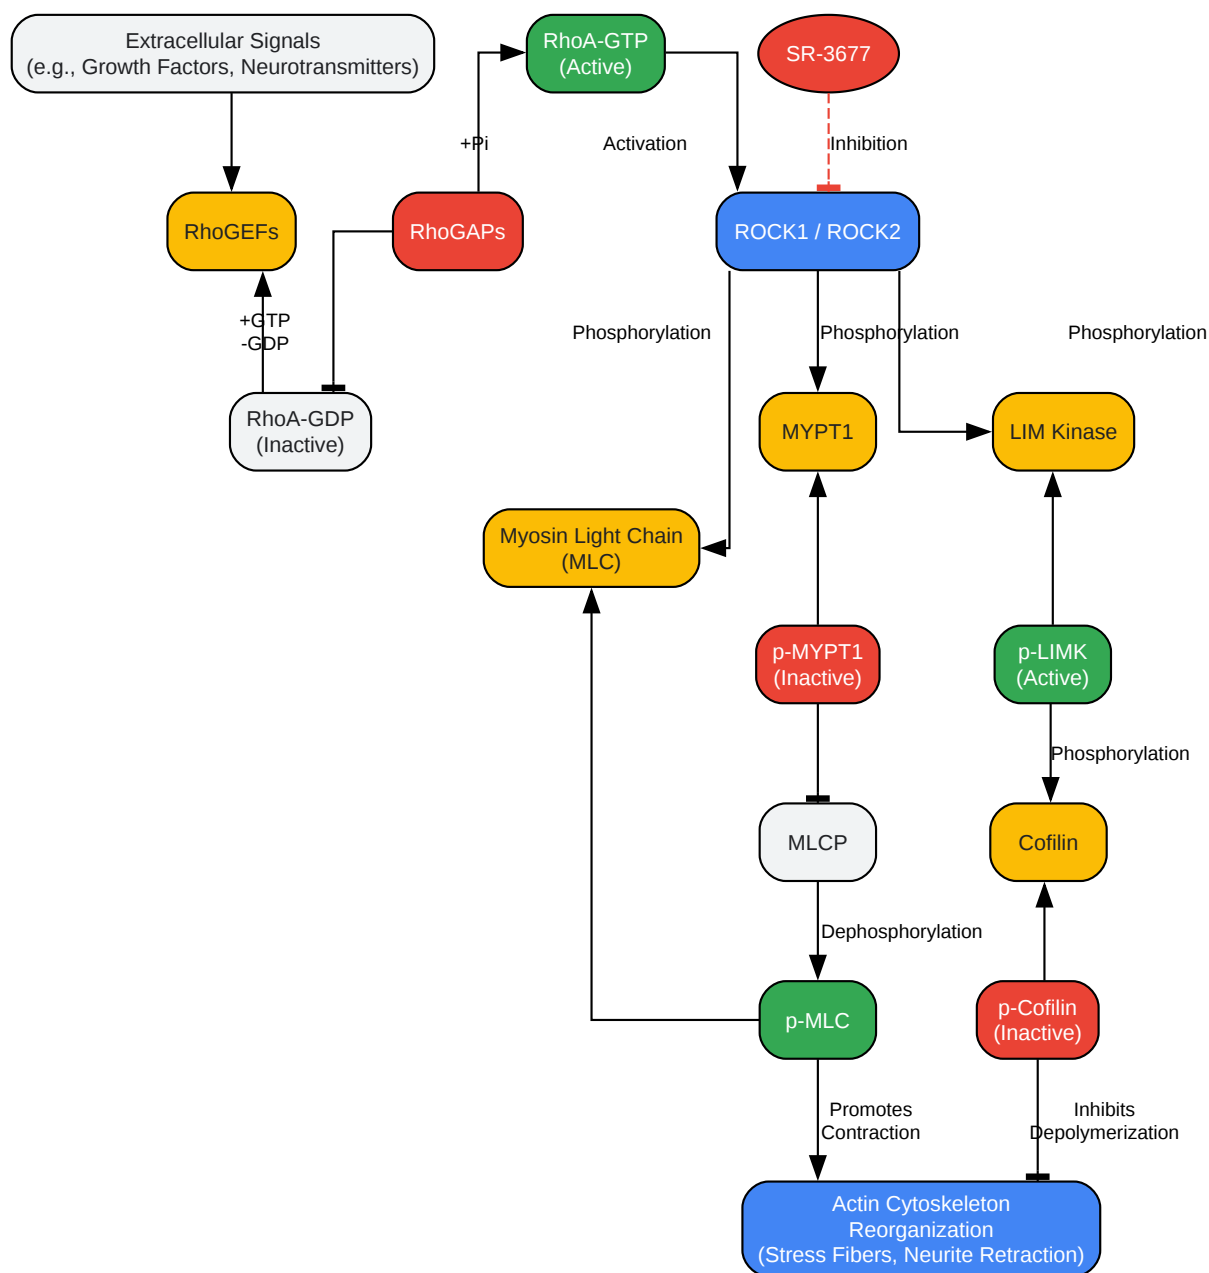 Extracellular Signals
(e.g., Growth Factors, Neurotransmitters)
RhoA-GTP
(Active)
SR-3677
+Pi
Activation
Inhibition
RhoGEFs
RhoGAPs
ROCK1 / ROCK2
+GTP
-GDP
Phosphorylation
Phosphorylation
Phosphorylation
RhoA-GDP
(Inactive)
MYPT1
LIM Kinase
Myosin Light Chain
(MLC)
p-MYPT1
(Inactive)
p-LIMK
(Active)
Phosphorylation
MLCP
Cofilin
Dephosphorylation
p-MLC
p-Cofilin
(Inactive)
Promotes
Contraction
Inhibits
Depolymerization
Actin Cytoskeleton
Reorganization
(Stress Fibers, Neurite Retraction)